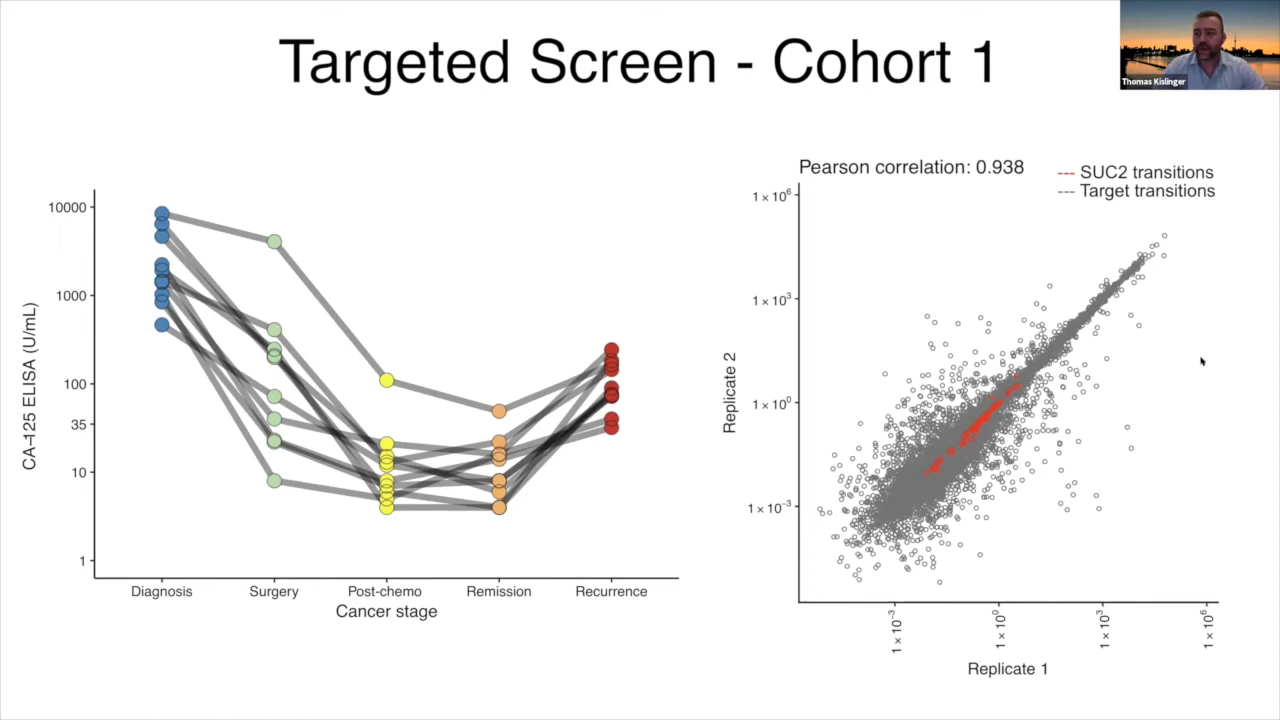 Targeted Screen - Cohort 1
Thomas Kislinger
CA-125 ELISA (U/mL)
10000
1000
100
35
10
1
Diagnosis
Surgery
Post-chemo
Remission
Recurrence
Cancer stage
Pearson correlation: 0.938
SUC2 transitions
Target transitions
Replicate 2
1 × 10⁶
1 × 10³
1 × 10⁰
1 × 10⁻³
1 × 10⁻³
1 × 10⁰
1 × 10³
1 × 10⁶
Replicate 1